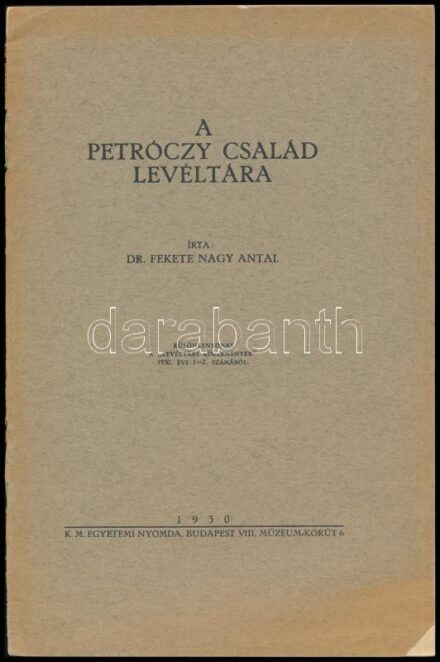 A
PETRÓCZY CSALÁD
LEVÉLTÁRA
ÍRTA:
DR. FEKETE NAGY ANTAL
darabanth
KÜLÖNLENYOMAT
A „LEVÉLTÁRI KÖZLEMÉNYEK”
1930. ÉVI 1—2. SZÁMÁBÓL.
1930
K. M. EGYETEMI NYOMDA, BUDAPEST VIII, MÚZEUM-KÖRÚT 6